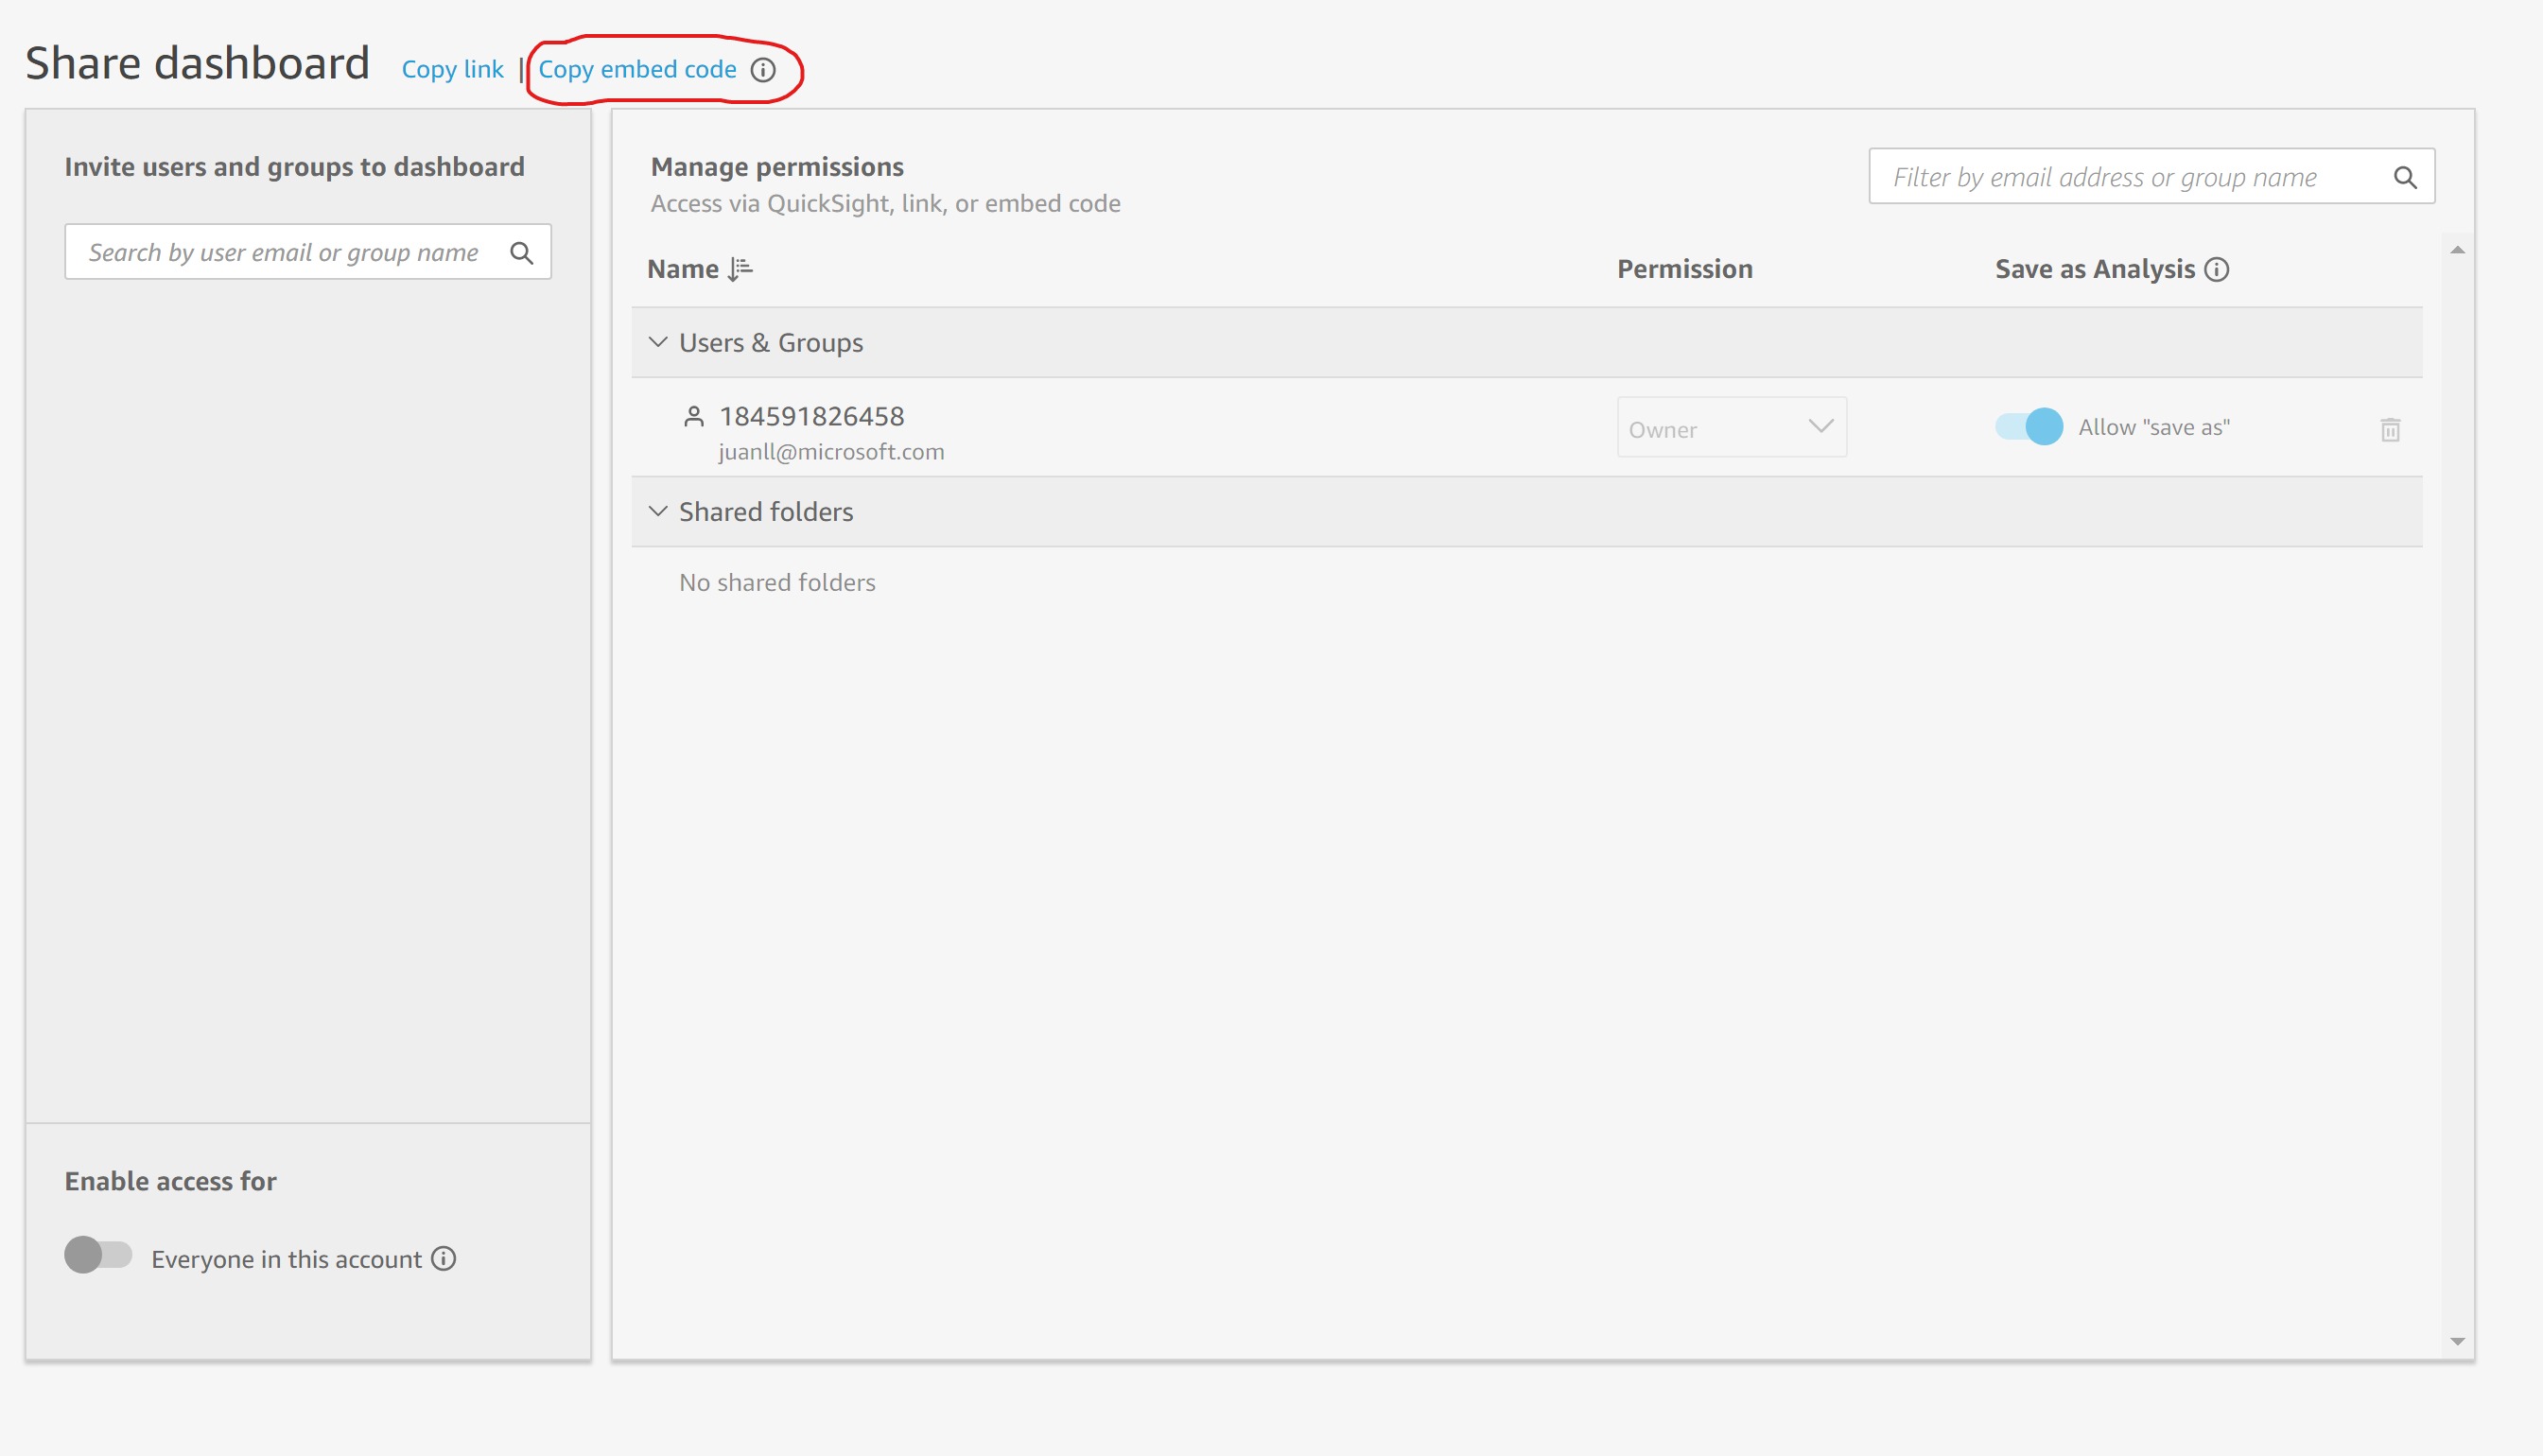 Share dashboard Copy link | Copy embed code
Invite users and groups to dashboard
Search by user email or group name
Enable access for
Everyone in this account
Manage permissions
Access via QuickSight, link, or embed code
Filter by email address or group name
Name Permission Save as Analysis
Users & Groups
184591826458
juanll@microsoft.com
Owner
Allow "save as"
Shared folders
No shared folders